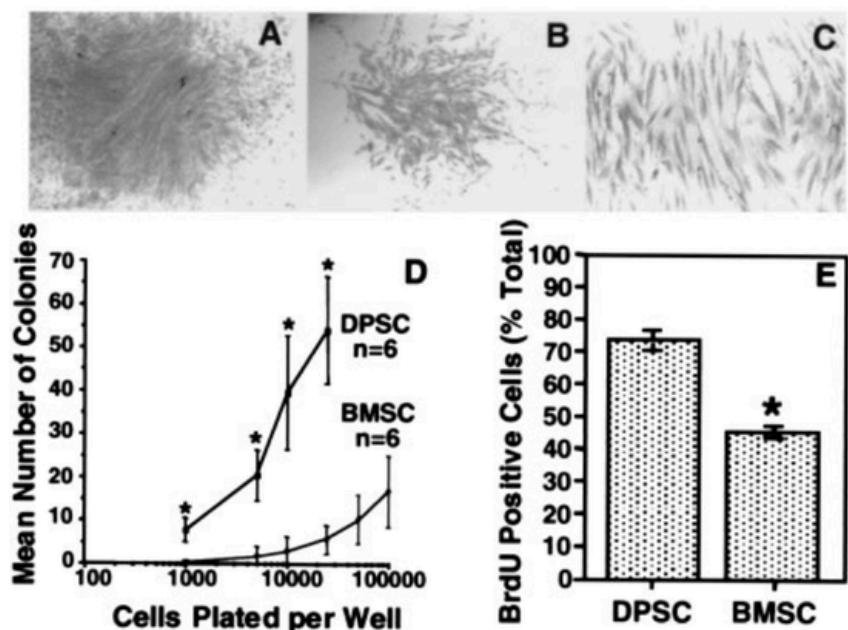 A
B
C
D
70
60
50
40
30
20
10
0
Mean Number of Colonies
*
*
*
*
DPSC
n=6
BMSC
n=6
100
1000
10000
100000
Cells Plated per Well
E
100
90
80
70
60
50
40
30
20
10
0
BrdU Positive Cells (% Total)
*
DPSC
BMSC